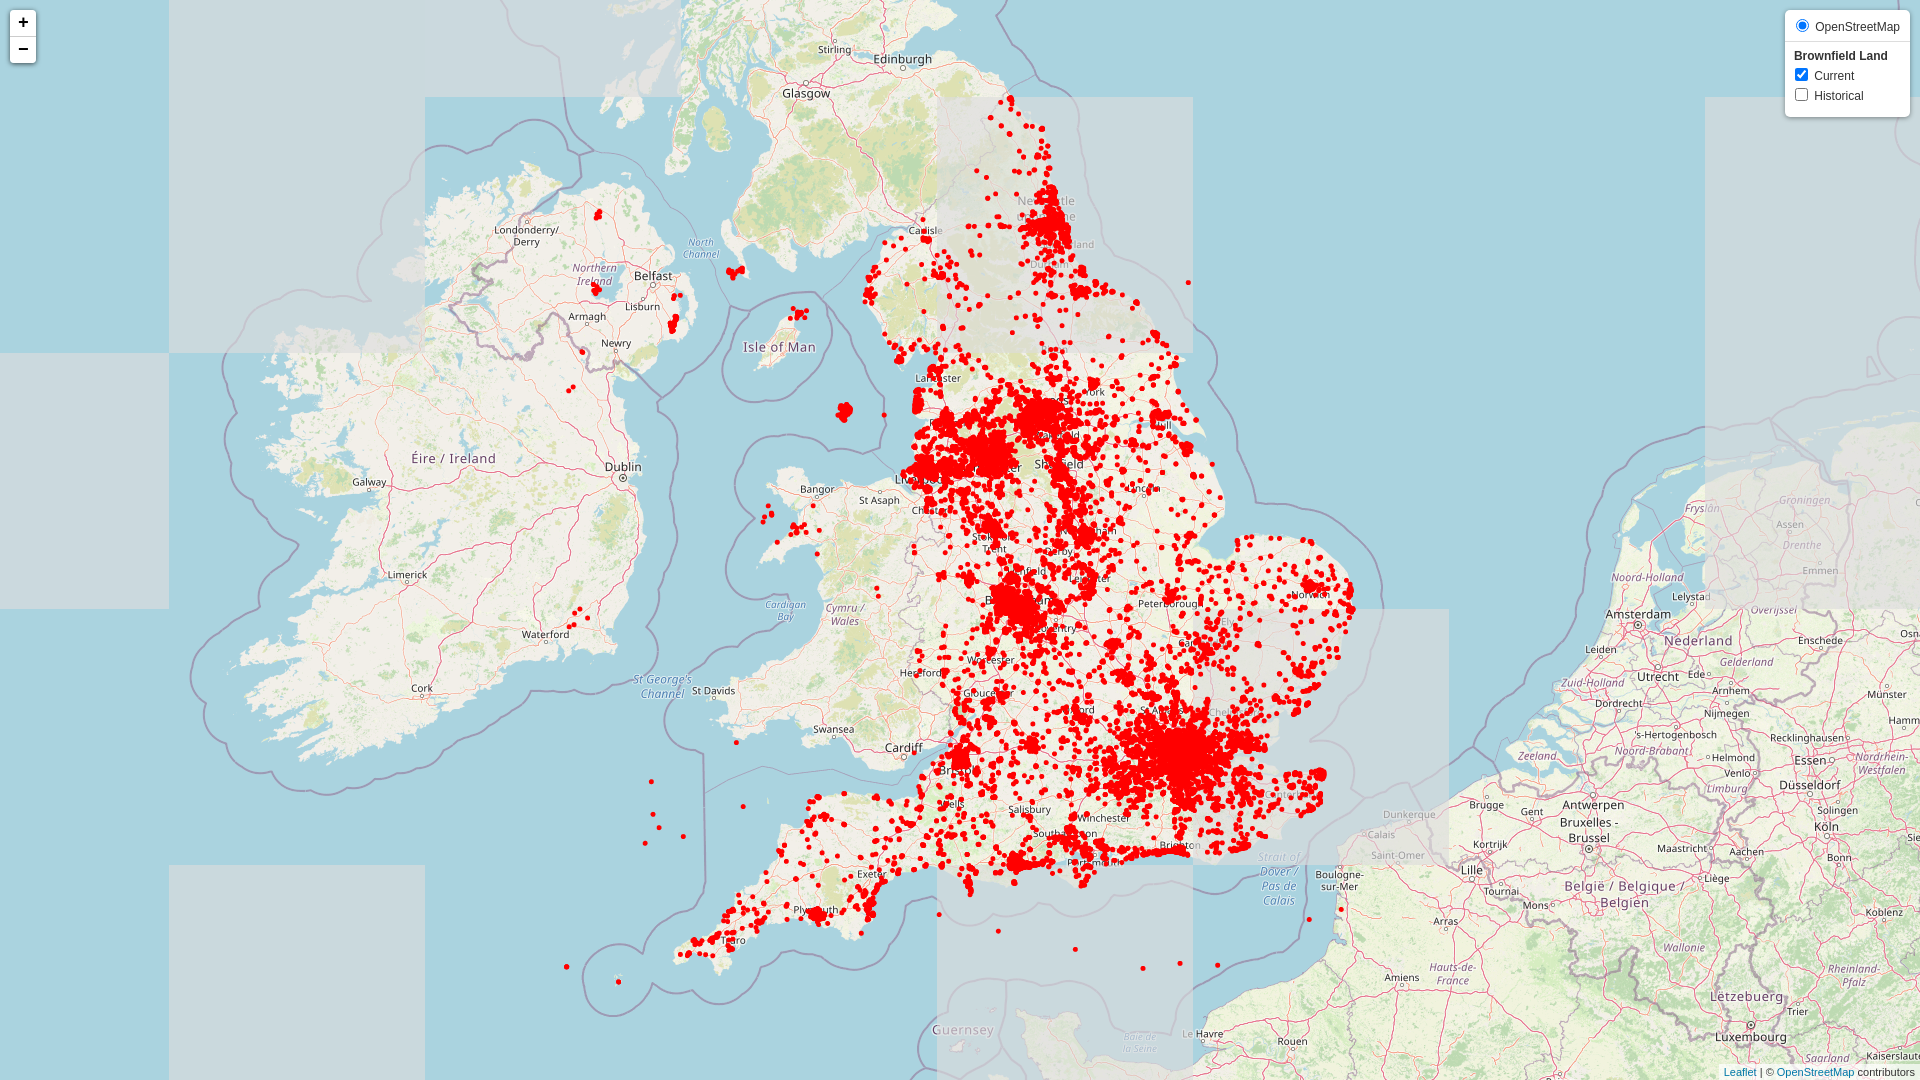 +
−
OpenStreetMap
Brownfield Land
Current
Historical
Stirling
Edinburgh
Glasgow
Londonderry/
Derry
North
Channel
Carlisle
Northern
Ireland
Belfast
Lisburn
Armagh
Newry
Isle of Man
Lancaster
York
Éire / Ireland
Dublin
Galway
Bangor
St Asaph
Lincoln
Derby
Leicester
Limerick
Cardigan
Bay
Cymru /
Wales
Peterborough
Norwich
Ely
Waterford
Coventry
Worcester
Hereford
Cork
St George's
Channel
St Davids
Gloucester
Swansea
Cardiff
Bristol
Wells
Salisbury
Winchester
Southampton
Portsmouth
Brighton
Exeter
Plymouth
Truro
Strait of
Dover /
Pas de
Calais
Dunkerque
Calais
Saint-Omer
Boulogne-
sur-Mer
Guernsey
Baie de
la Seine
Le Havre
Rouen
Amiens
Hauts-de-
France
Arras
Lille
Tournai
Mons
Brugge
Gent
Kortrijk
Antwerpen
Bruxelles -
Brussel
België / Belgique /
Belgien
Zeeland
Noord-Holland
Amsterdam
Leiden
Zuid-Holland
Utrecht
Dordrecht
's-Hertogenbosch
Noord-Brabant
Helmond
Venlo
Limburg
Maastricht
Liège
Aachen
Wallonie
Fryslân
Groningen
Assen
Drenthe
Emmen
Lelystad
Overijssel
Nederland
Enschede
Gelderland
Ede
Arnhem
Nijmegen
Münster
Recklinghausen
Essen
Düsseldorf
Nordrhein-
Westfalen
Solingen
Köln
Bonn
Koblenz
Rheinland-
Pfalz
Lëtzebuerg
Trier
Luxembourg
Saarland
Kaiserslaute
Leaflet | © OpenStreetMap contributors